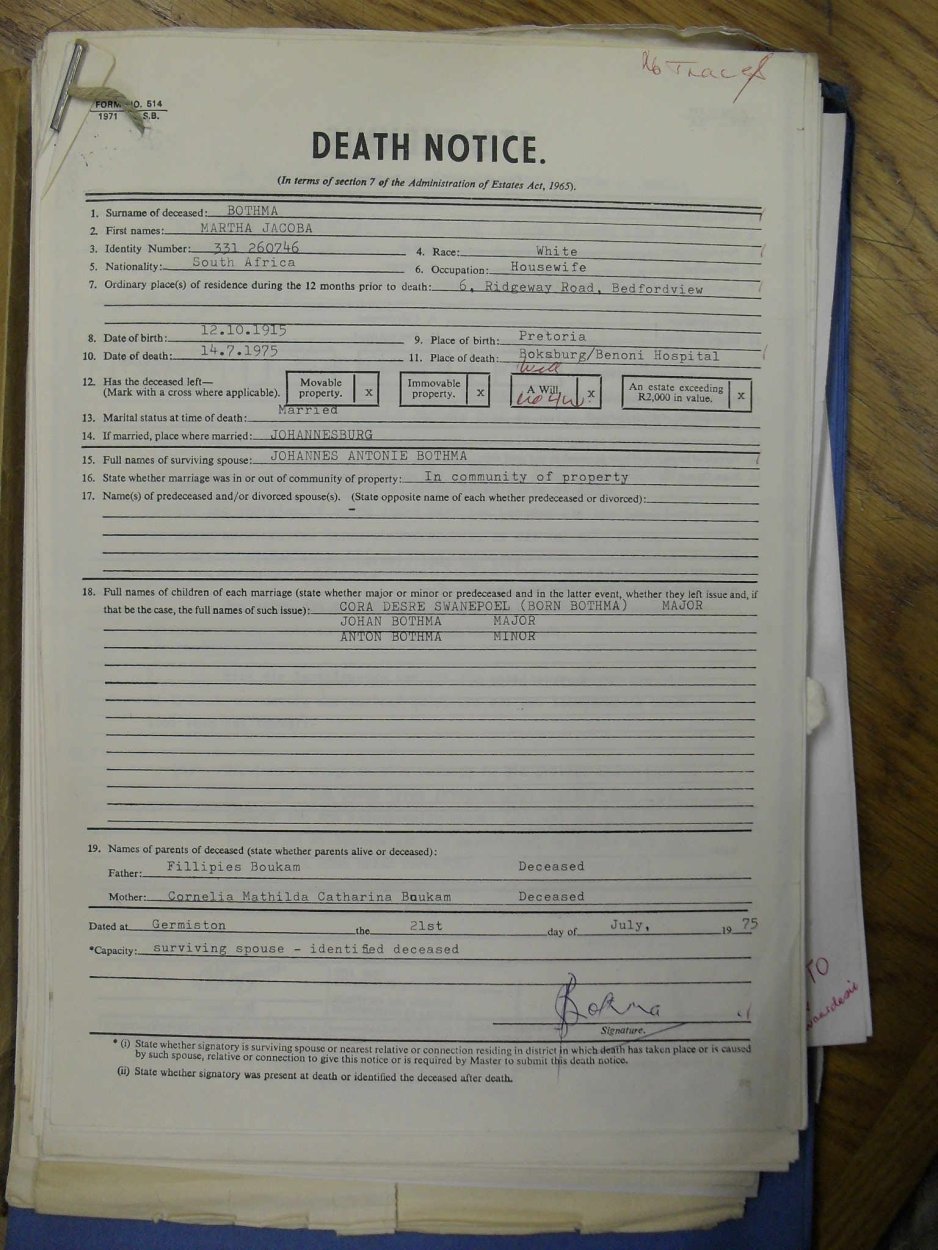 No Trace
FORM NO. 514
1971 S.B.
DEATH NOTICE.
(In terms of section 7 of the Administration of Estates Act, 1965).
1. Surname of deceased: BOTHMA
2. First names: MARTHA JACOBA
3. Identity Number: 331 260746 4. Race: White
5. Nationality: South Africa 6. Occupation: Housewife
7. Ordinary place(s) of residence during the 12 months prior to death: 6, Ridgeway Road, Bedfordview
8. Date of birth: 12.10.1915 9. Place of birth: Pretoria
10. Date of death: 14.7.1975 11. Place of death: Boksburg/Benoni Hospital
Will
12. Has the deceased left— Movable Immovable A Will. An estate exceeding
(Mark with a cross where applicable). property. x property. x x R2,000 in value. x
13. Marital status at time of death: Married
14. If married, place where married: JOHANNESBURG
15. Full names of surviving spouse: JOHANNES ANTONIE BOTHMA
16. State whether marriage was in or out of community of property: In community of property
17. Name(s) of predeceased and/or divorced spouse(s). (State opposite name of each whether predeceased or divorced):
–
18. Full names of children of each marriage (state whether major or minor or predeceased and in the latter event, whether they left issue and, if
that be the case, the full names of such issue): CORA DESRE SWANEPOEL (BORN BOTHMA) MAJOR
JOHAN BOTHMA MAJOR
ANTON BOTHMA MINOR
19. Names of parents of deceased (state whether parents alive or deceased):
Father: Fillipies Boukam Deceased
Mother: Cornelia Mathilda Catharina Boukam Deceased
Dated at Germiston the 21st day of July, 19 75
*Capacity: surviving spouse - identified deceased
Signature.
* (i) State whether signatory is surviving spouse or nearest relative or connection residing in district in which death has taken place or is caused
by such spouse, relative or connection to give this notice or is required by Master to submit this death notice.
(ii) State whether signatory was present at death or identified the deceased after death.
TO